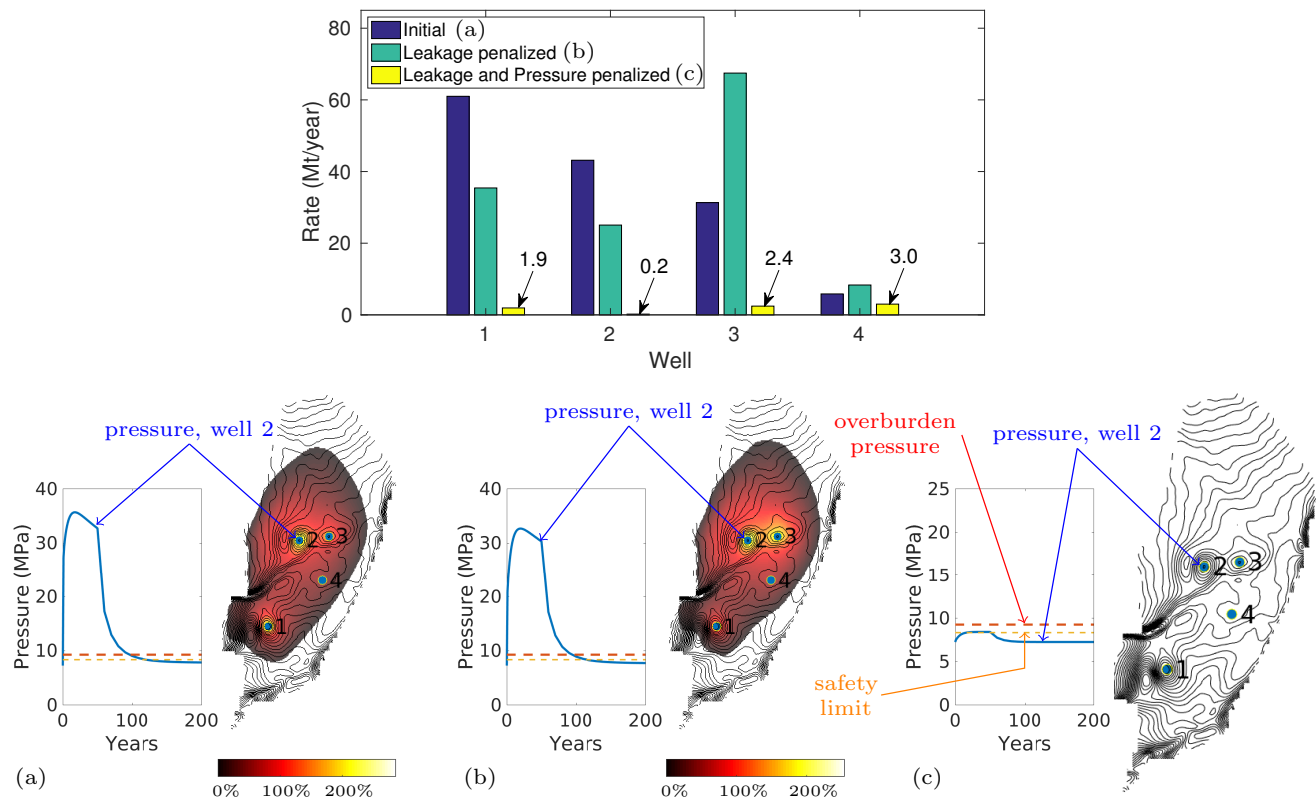 80
60
40
20
0
Rate (Mt/year)
Initial (a)
Leakage penalized (b)
Leakage and Pressure penalized (c)
1.9
0.2
2.4
3.0
1
2
3
4
Well
pressure, well 2
40
30
20
10
0
Pressure (MPa)
0
100
200
Years
2
3
4
1
(a)
0%
100%
200%
pressure, well 2
40
30
20
10
0
Pressure (MPa)
0
100
200
Years
2
3
4
1
(b)
0%
100%
200%
overburden
pressure
pressure, well 2
25
20
15
10
5
0
Pressure (MPa)
0
100
200
Years
safety
limit
2
3
4
1
(c)